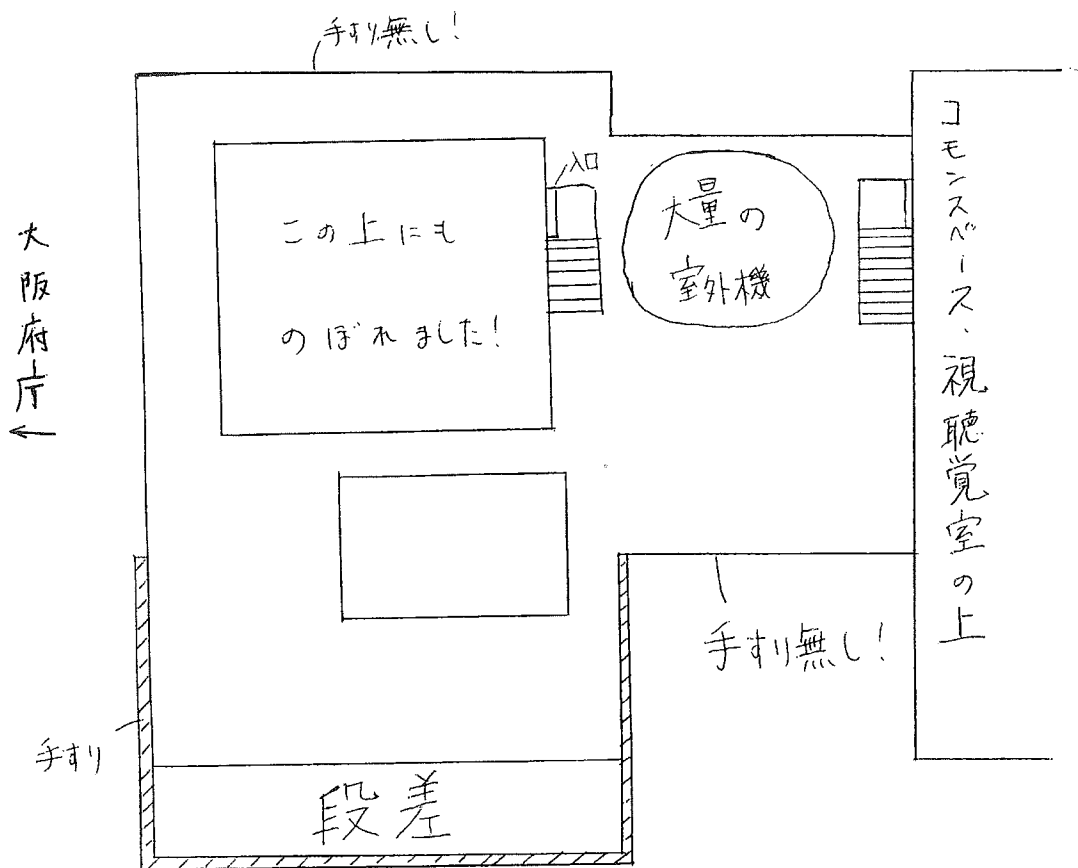 手すり無し!
入口
この上にも
のぼれました!
大量の
室外機
コモンスペース、視聴覚室の上
大阪府庁
←
手すり無し!
手すり
段差